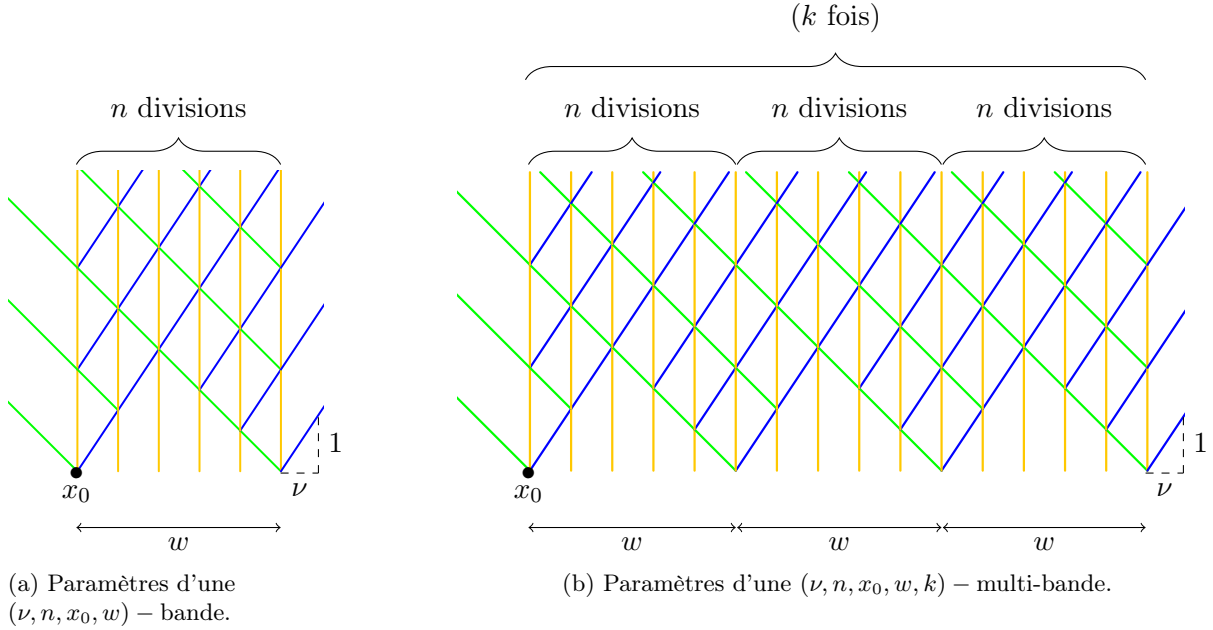 (k fois)
n divisions
n divisions
n divisions
n divisions
1
ν
x₀
w
1
ν
x₀
w
w
w
(a) Paramètres d'une
(ν, n, x₀, w) – bande.
(b) Paramètres d'une (ν, n, x₀, w, k) – multi-bande.